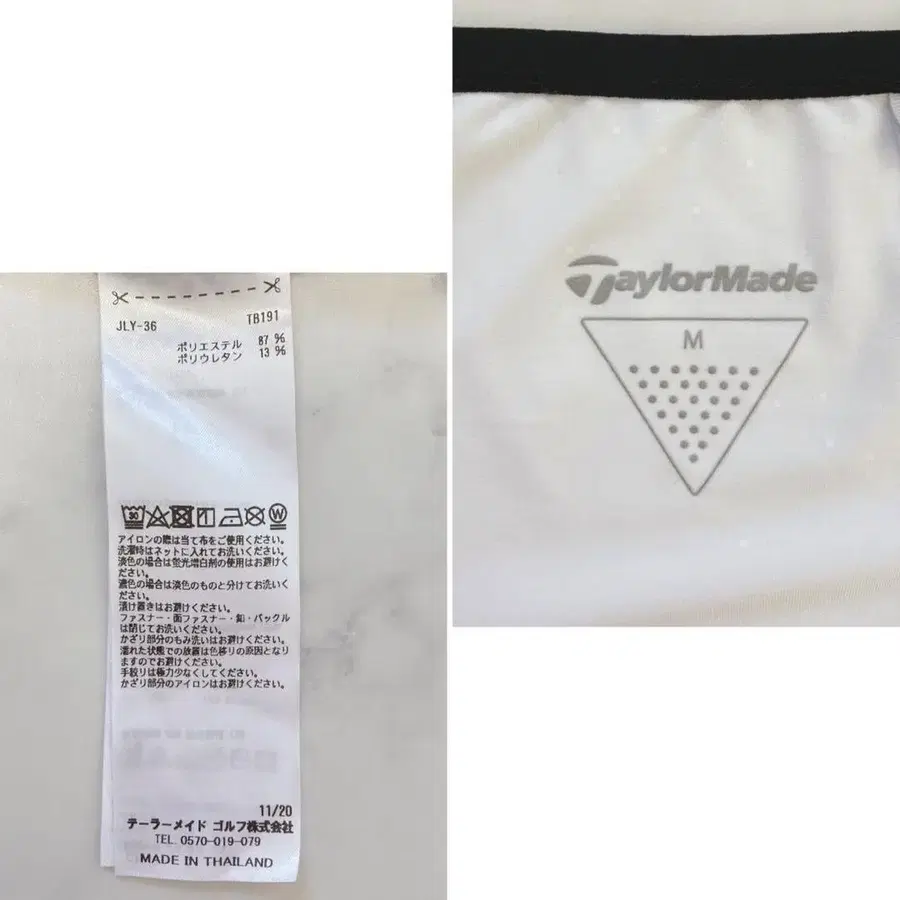 TaylorMade
M
JLY-36 TB191
ポリエステル 87 %
ポリウレタン 13 %
30
W
アイロンの際は当て布をご使用ください。
洗濯時はネットに入れてお洗いください。
淡色の場合は蛍光増白剤の使用はお避けく
ださい。
濃色の場合は淡色のものと分けてお洗いくだ
さい。
漬け置きはお避けください。
ファスナー・面ファスナー・釦・バックル
は閉じてお洗いください。
かざり部分のもみ洗いはお避けください。
濡れた状態での放置は色移りの原因となり
ますのでお避けください。
手絞りは極力少なくしてください。
かざり部分のアイロンはお避けください。
11/20
テーラーメイド ゴルフ株式会社
TEL 0570-019-079
MADE IN THAILAND